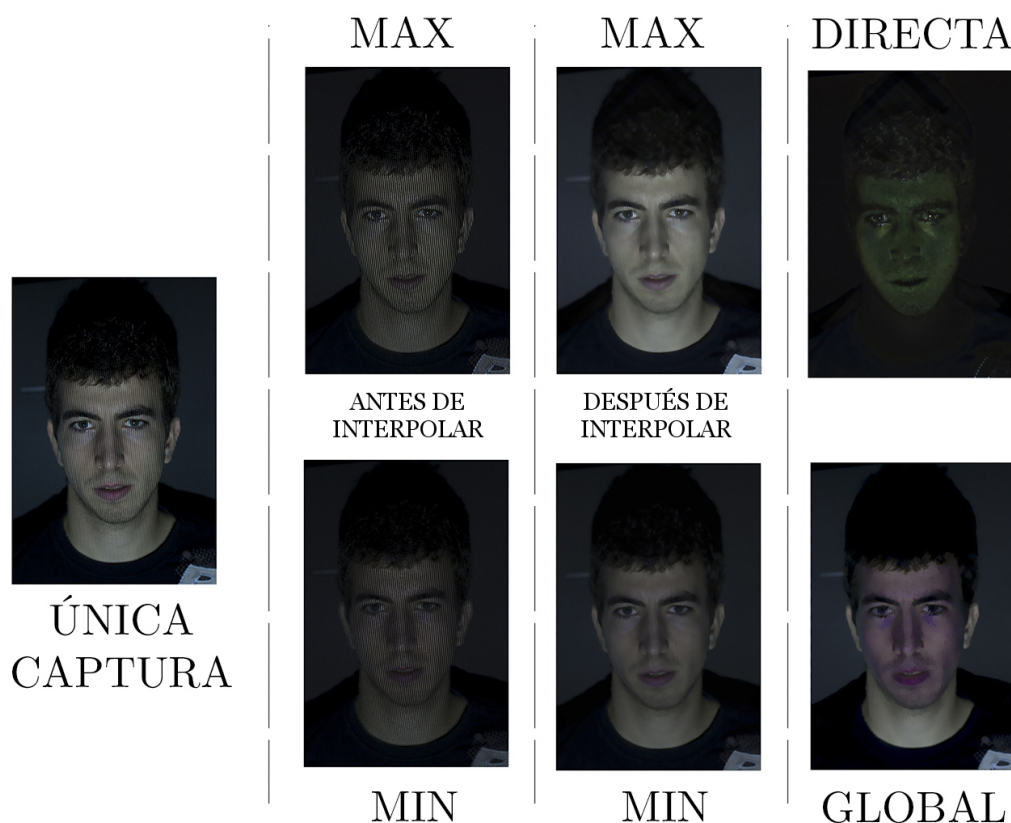 MAX
MAX
DIRECTA
ANTES DE
INTERPOLAR
DESPUÉS DE
INTERPOLAR
ÚNICA
CAPTURA
MIN
MIN
GLOBAL